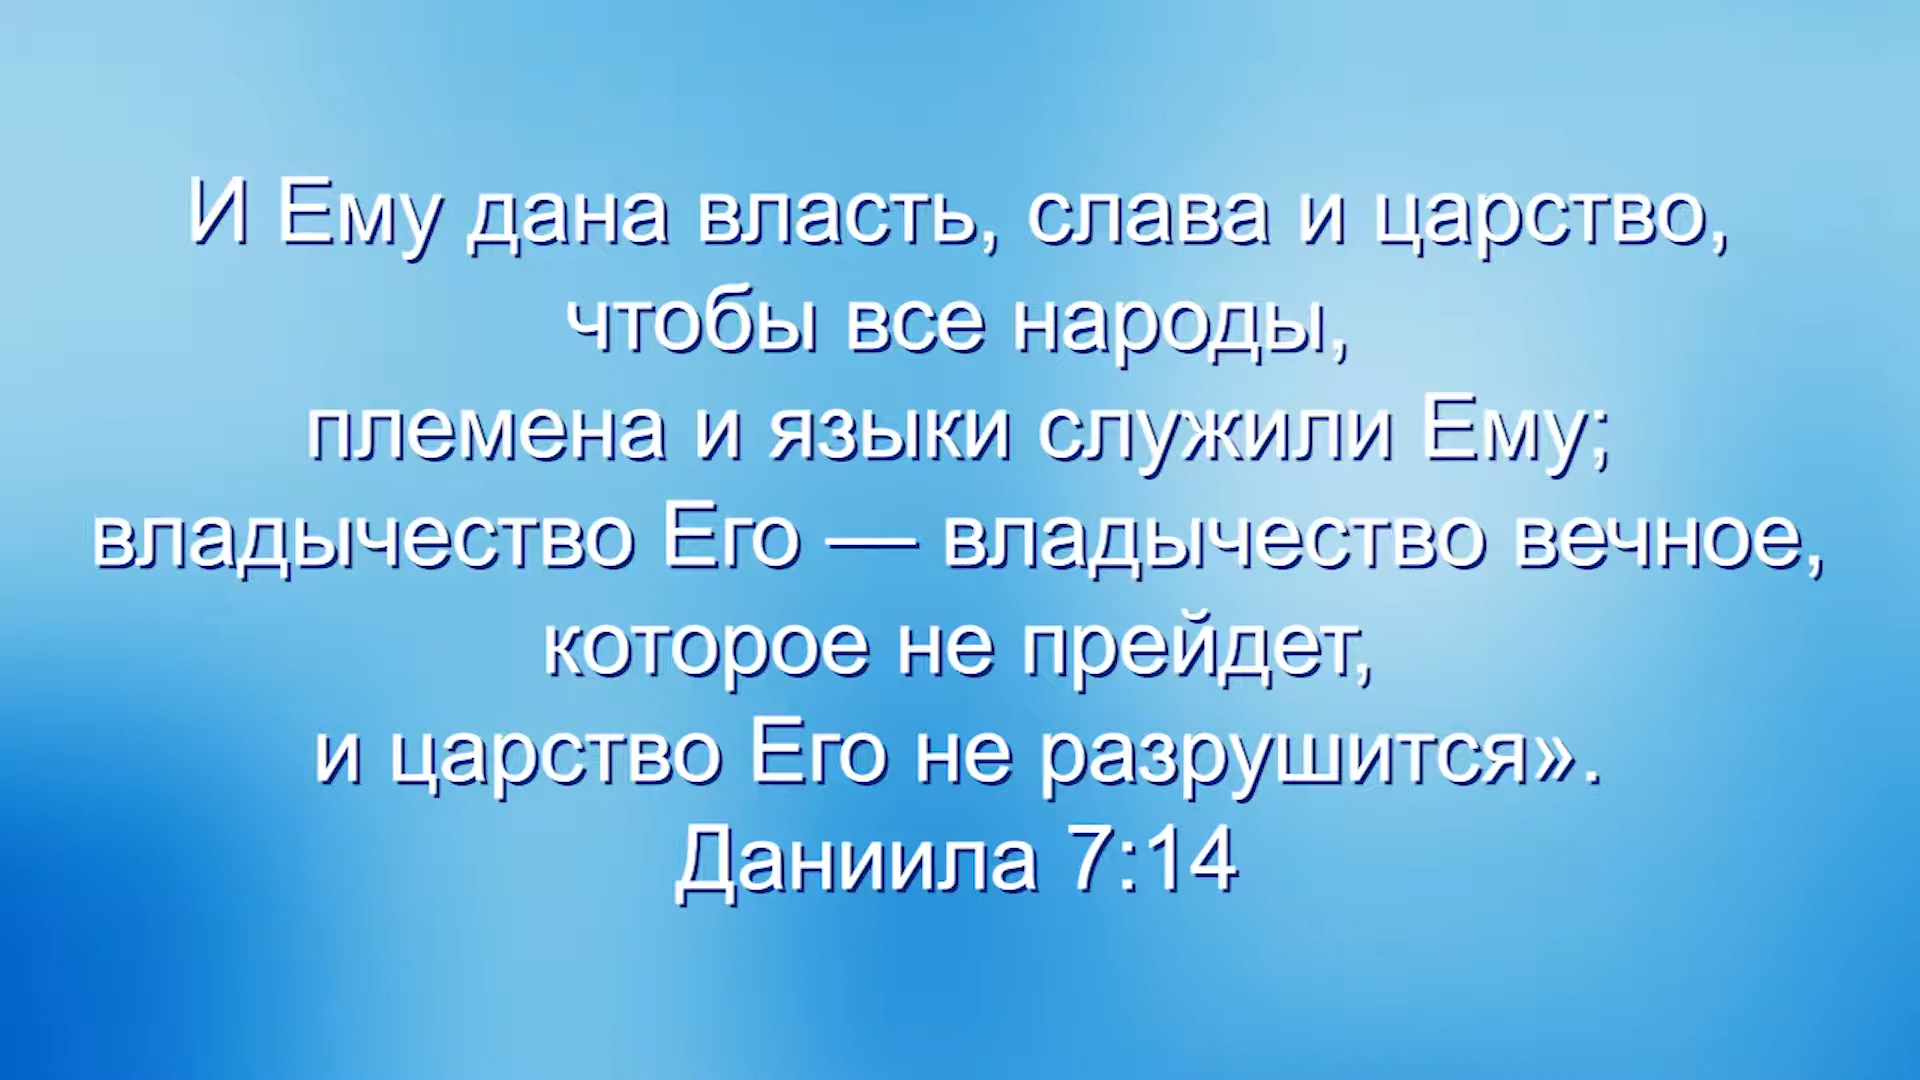 И Ему дана власть, слава и царство,
чтобы все народы,
племена и языки служили Ему;
владычество Его — владычество вечное,
которое не прейдет,
и царство Его не разрушится».
Даниила 7:14